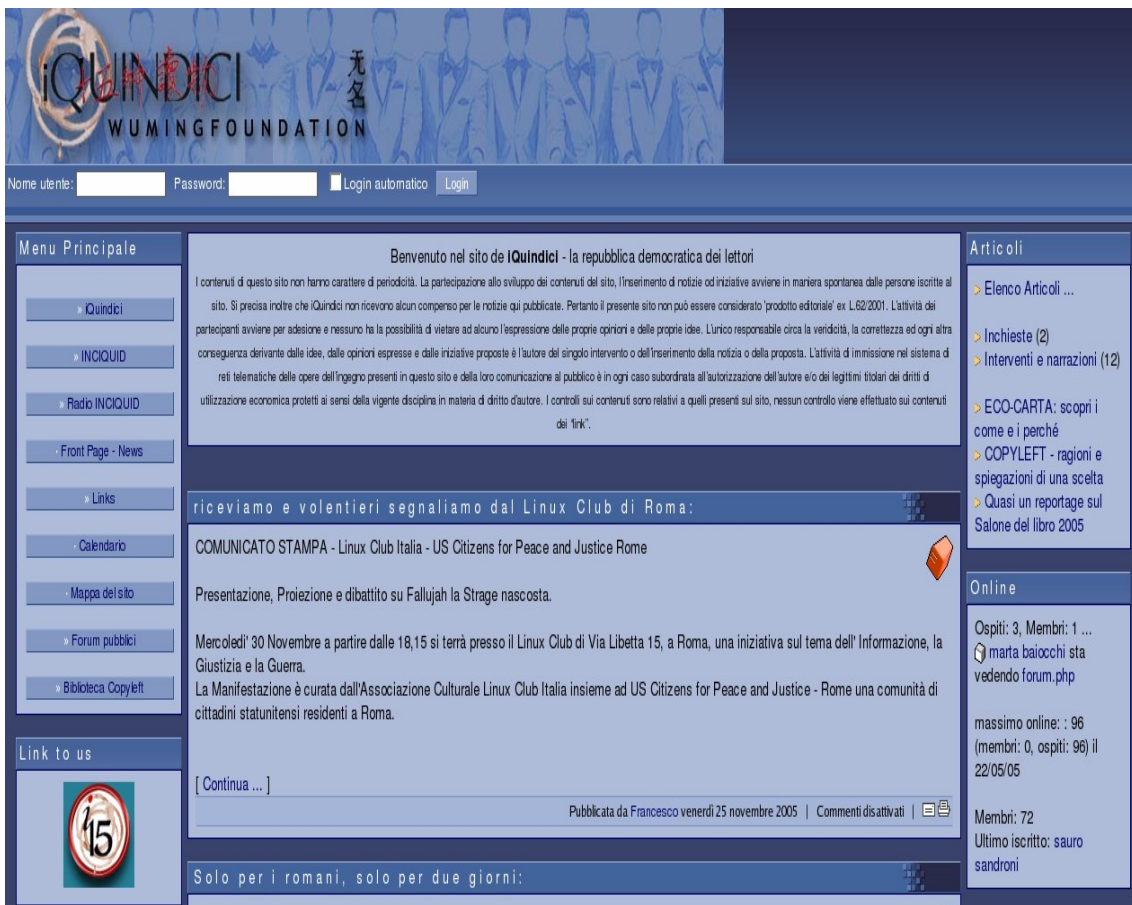 iQUINDICI
无名
WUMINGFOUNDATION
Nome utente: Password: Login automatico Login
Menu Principale
» iQuindici
» INCIQUID
» Radio INCIQUID
· Front Page - News
» Links
· Calendario
· Mappa del sito
» Forum pubblici
» Biblioteca Copyleft
Link to us
i
15
Benvenuto nel sito de iQuindici - la repubblica democratica dei lettori
I contenuti di questo sito non hanno carattere di periodicità. La partecipazione allo sviluppo dei contenuti del sito, l'inserimento di notizie od iniziative avviene in maniera spontanea dalle persone iscritte al
sito. Si precisa inoltre che iQuindici non ricevono alcun compenso per le notizie qui pubblicate. Pertanto il presente sito non può essere considerato 'prodotto editoriale' ex L.62/2001. L'attività dei
partecipanti avviene per adesione e nessuno ha la possibilità di vietare ad alcuno l'espressione delle proprie opinioni e delle proprie idee. L'unico responsabile circa la veridicità, la correttezza ed ogni altra
conseguenza derivante dalle idee, dalle opinioni espresse e dalle iniziative proposte è l'autore del singolo intervento o dell'inserimento della notizia o della proposta. L'attività di immissione nel sistema di
reti telematiche delle opere dell'ingegno presenti in questo sito e della loro comunicazione al pubblico è in ogni caso subordinata all'autorizzazione dell'autore e/o dei legittimi titolari dei diritti di
utilizzazione economica protetti ai sensi della vigente disciplina in materia di diritto d'autore. I controlli sui contenuti sono relativi a quelli presenti sul sito, nessun controllo viene effettuato sui contenuti
dei "link".
riceviamo e volentieri segnaliamo dal Linux Club di Roma:
COMUNICATO STAMPA - Linux Club Italia - US Citizens for Peace and Justice Rome
Presentazione, Proiezione e dibattito su Fallujah la Strage nascosta.
Mercoledi' 30 Novembre a partire dalle 18,15 si terrà presso il Linux Club di Via Libetta 15, a Roma, una iniziativa sul tema dell' Informazione, la
Giustizia e la Guerra.
La Manifestazione è curata dall'Associazione Culturale Linux Club Italia insieme ad US Citizens for Peace and Justice - Rome una comunità di
cittadini statunitensi residenti a Roma.
[ Continua ... ]
Pubblicata da Francesco venerdì 25 novembre 2005 | Commenti disattivati |
Solo per i romani, solo per due giorni:
Articoli
Elenco Articoli ...
Inchieste (2)
Interventi e narrazioni (12)
ECO-CARTA: scopri i
come e i perché
COPYLEFT - ragioni e
spiegazioni di una scelta
Quasi un reportage sul
Salone del libro 2005
Online
Ospiti: 3, Membri: 1 ...
marta baiocchi sta
vedendo forum.php
massimo online: : 96
(membri: 0, ospiti: 96) il
22/05/05
Membri: 72
Ultimo iscritto: sauro
sandroni